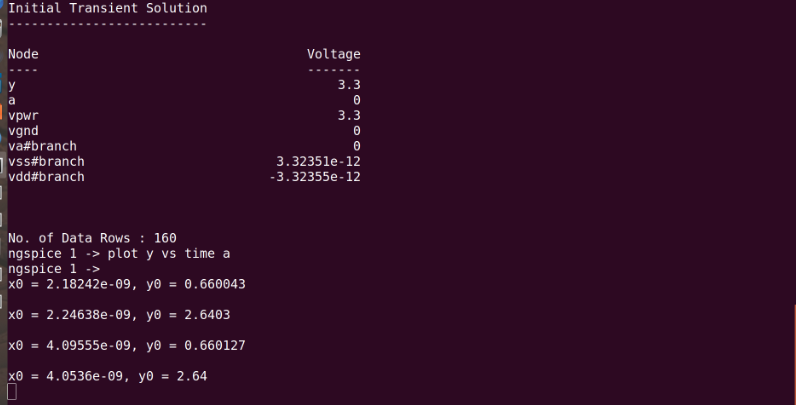 Initial Transient Solution
--------------------------
Node Voltage
---- -------
y 3.3
a 0
vpwr 3.3
vgnd 0
va#branch 0
vss#branch 3.32351e-12
vdd#branch -3.32355e-12
No. of Data Rows : 160
ngspice 1 -> plot y vs time a
ngspice 1 ->
x0 = 2.18242e-09, y0 = 0.660043
x0 = 2.24638e-09, y0 = 2.6403
x0 = 4.09555e-09, y0 = 0.660127
x0 = 4.0536e-09, y0 = 2.64